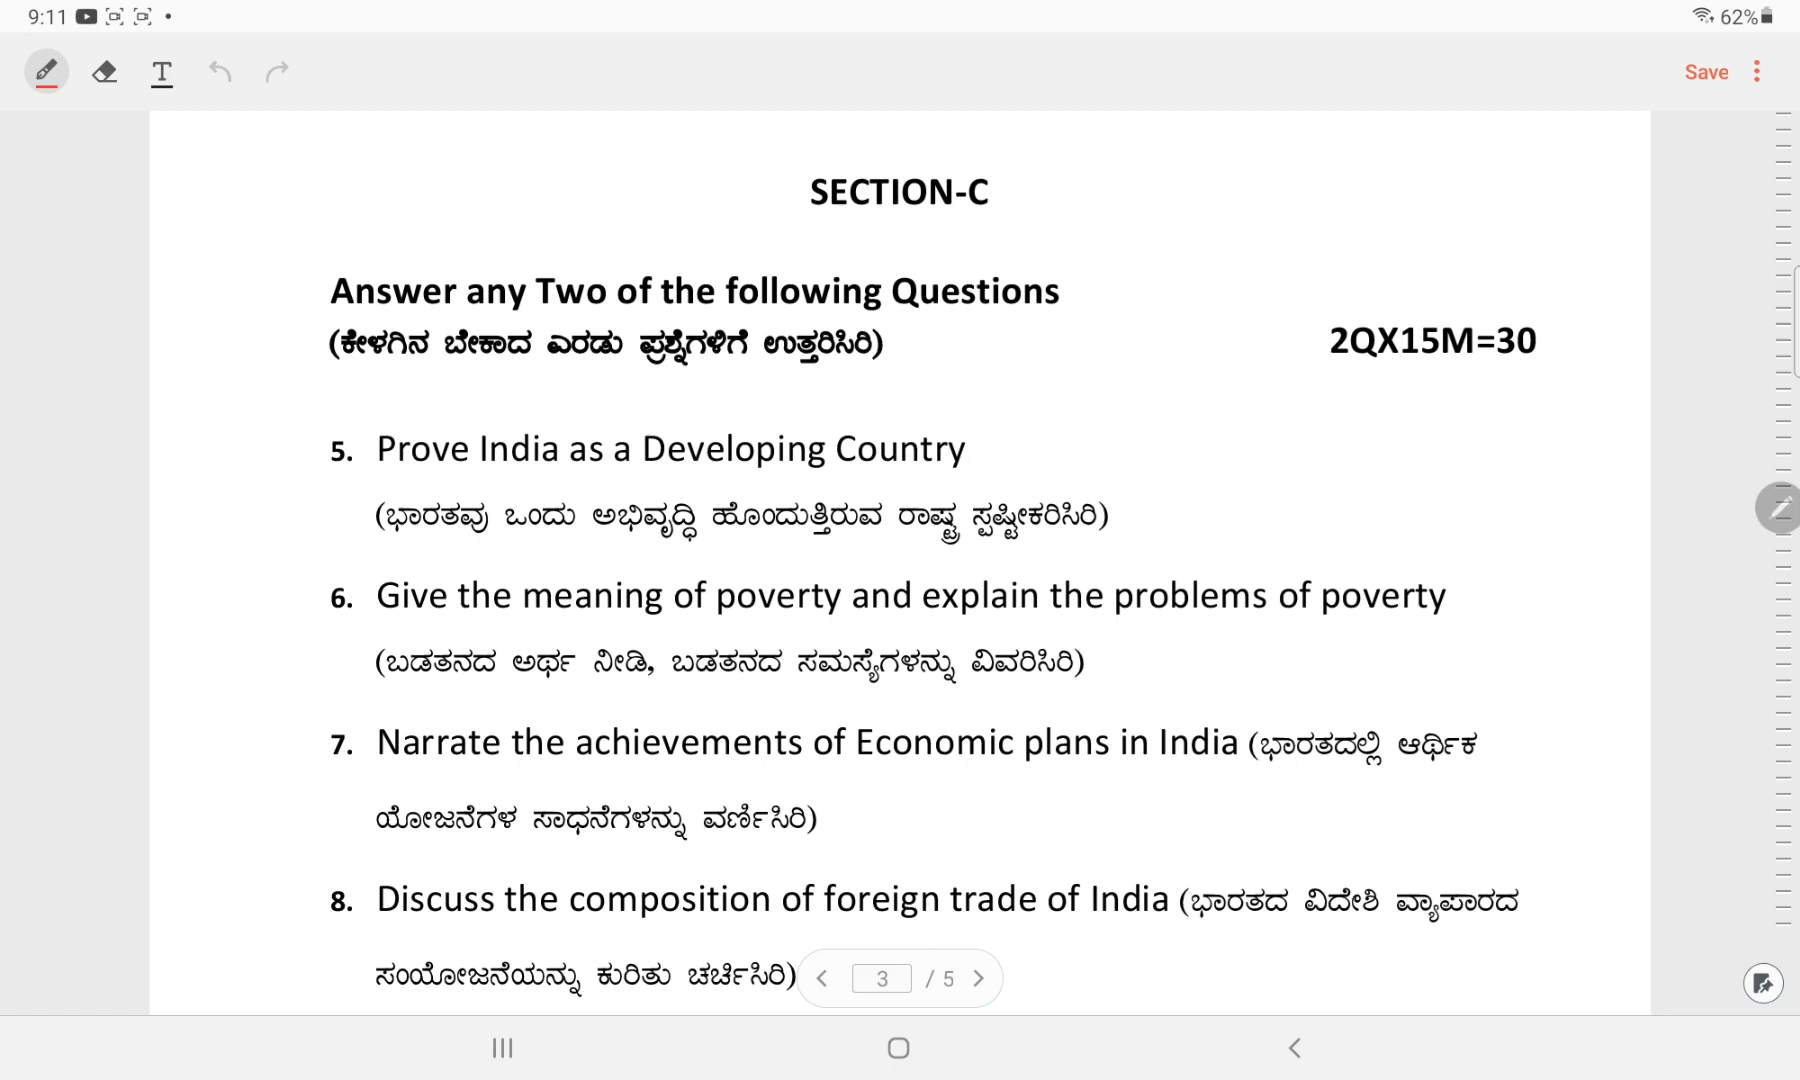 9:11
62%
Save
SECTION-C
Answer any Two of the following Questions
(ಕೇಳಗಿನ ಬೇಕಾದ ಎರಡು ಪ್ರಶ್ನೆಗಳಿಗೆ ಉತ್ತರಿಸಿರಿ) 2QX15M=30
5. Prove India as a Developing Country
(ಭಾರತವು ಒಂದು ಅಭಿವೃದ್ಧಿ ಹೊಂದುತ್ತಿರುವ ರಾಷ್ಟ್ರ ಸ್ಪಷ್ಟೀಕರಿಸಿರಿ)
6. Give the meaning of poverty and explain the problems of poverty
(ಬಡತನದ ಅರ್ಥ ನೀಡಿ, ಬಡತನದ ಸಮಸ್ಯೆಗಳನ್ನು ವಿವರಿಸಿರಿ)
7. Narrate the achievements of Economic plans in India (ಭಾರತದಲ್ಲಿ ಆರ್ಥಿಕ
ಯೋಜನೆಗಳ ಸಾಧನೆಗಳನ್ನು ವರ್ಣಿಸಿರಿ)
8. Discuss the composition of foreign trade of India (ಭಾರತದ ವಿದೇಶಿ ವ್ಯಾಪಾರದ
ಸಂಯೋಜನೆಯನ್ನು ಕುರಿತು ಚರ್ಚಿಸಿರಿ)
3 / 5